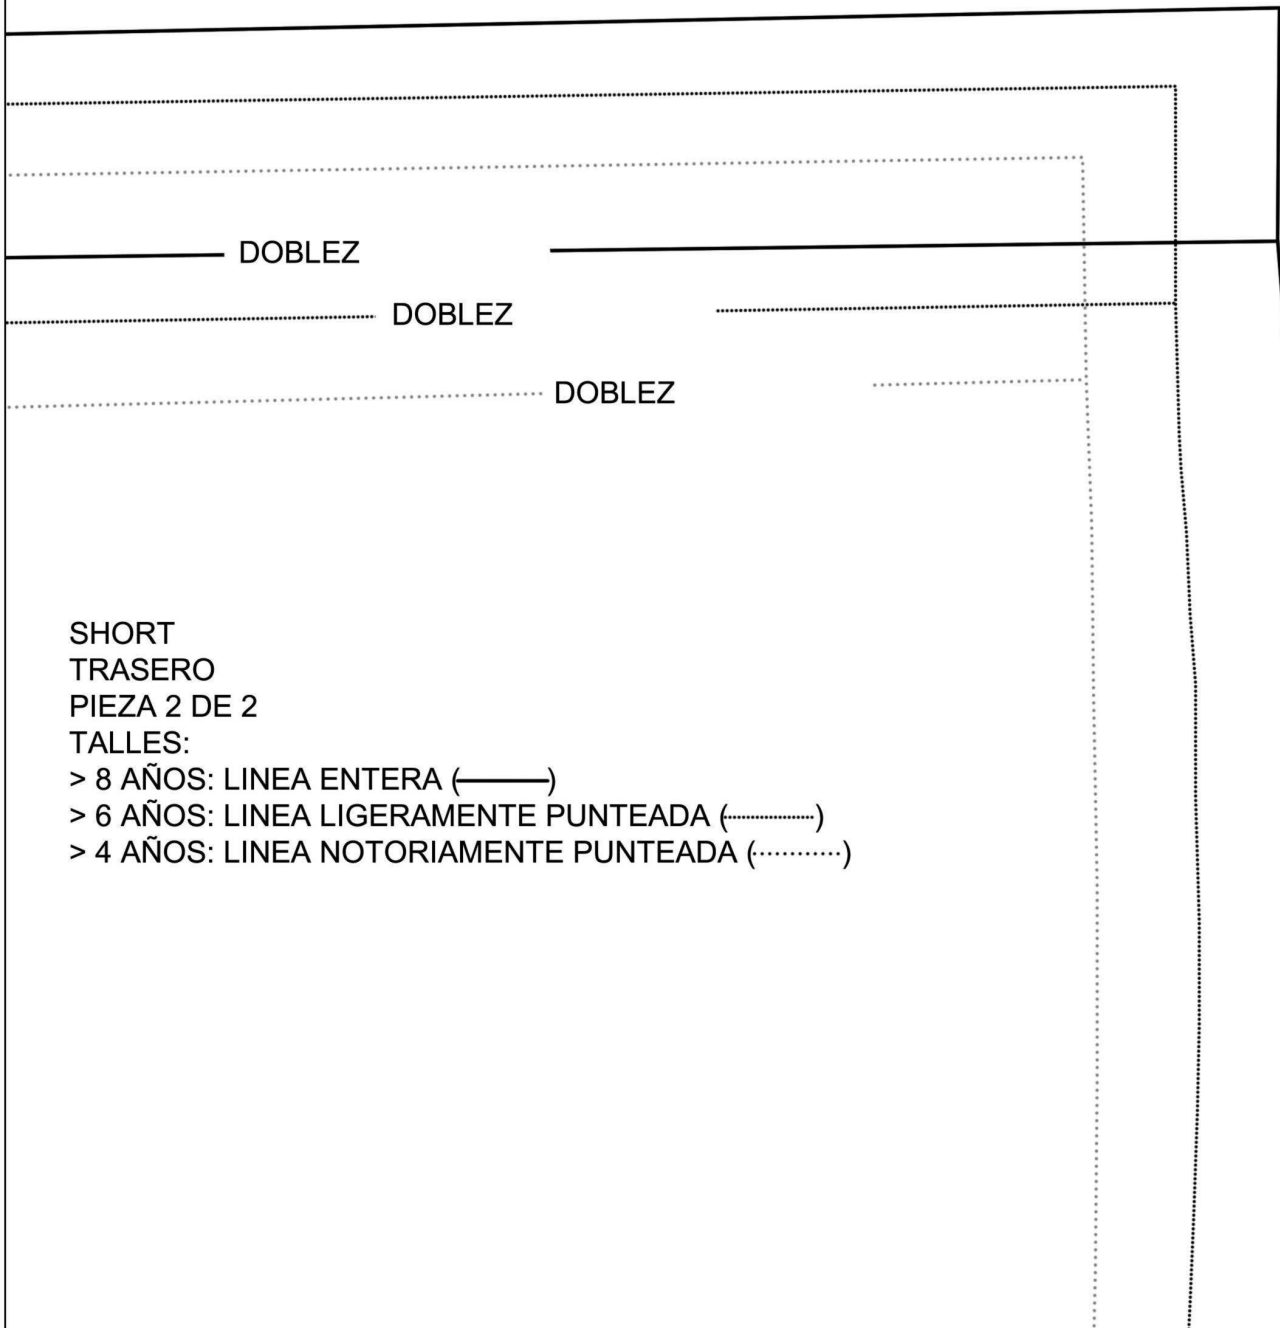 DOBLEZ
DOBLEZ
DOBLEZ
SHORT
TRASERO
PIEZA 2 DE 2
TALLES:
> 8 AÑOS: LINEA ENTERA (———)
> 6 AÑOS: LINEA LIGERAMENTE PUNTEADA (................)
> 4 AÑOS: LINEA NOTORIAMENTE PUNTEADA (............)